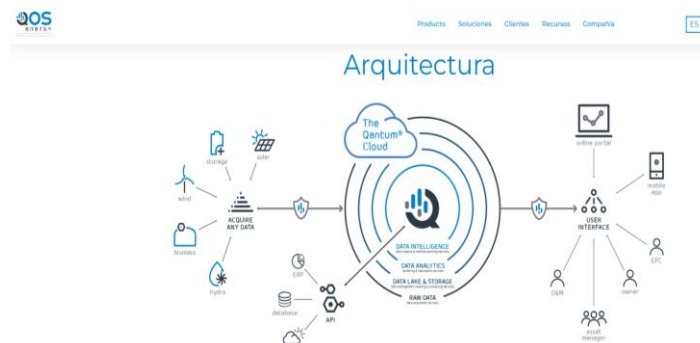 QOS
energy
Producto Soluciones Clientes Recursos Compañía
ES
Arquitectura
The
Qantum®
Cloud
storage
solar
wind
ACQUIRE
ANY DATA
biomass
hydro
ERP
database
API
DATA INTELLIGENCE
DATA ANALYTICS
DATA LAKE & STORAGE
RAW DATA
online portal
mobile
app
USER
INTERFACE
EPC
O&M
owner
asset
manager